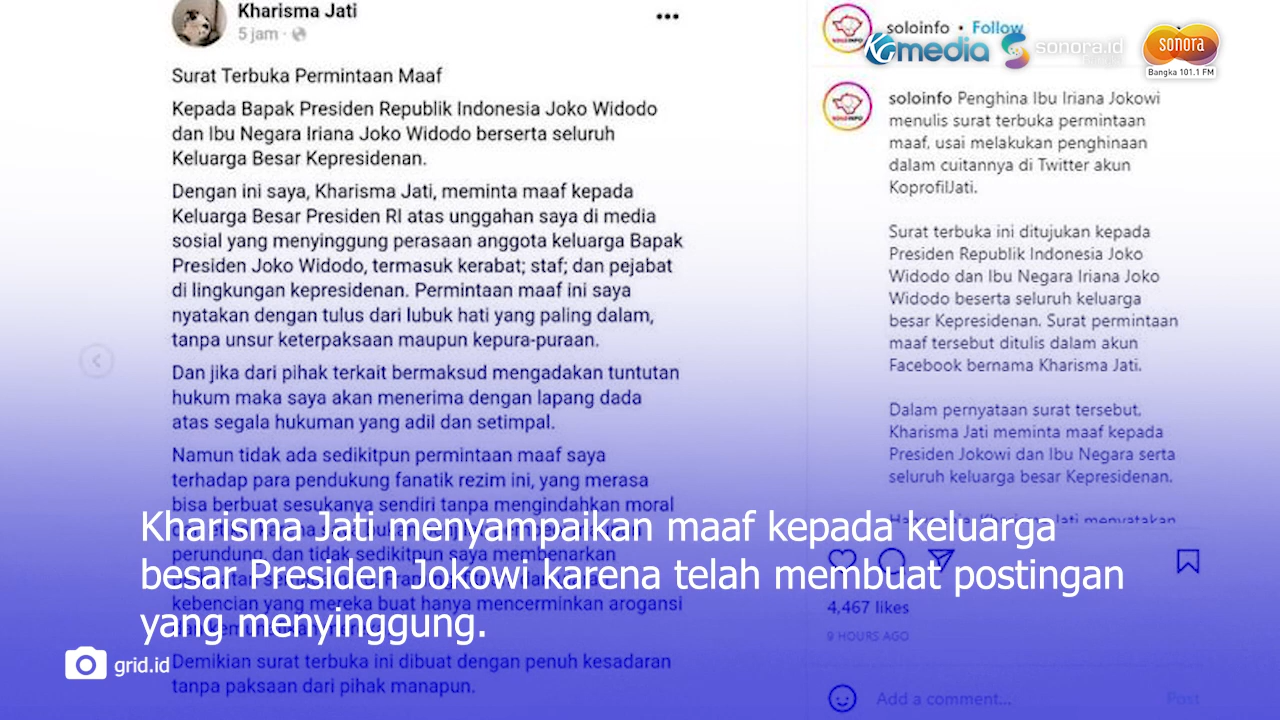 Kharisma Jati
5 jam
Surat Terbuka Permintaan Maaf
Kepada Bapak Presiden Republik Indonesia Joko Widodo
dan Ibu Negara Iriana Joko Widodo berserta seluruh
Keluarga Besar Kepresidenan.
Dengan ini saya, Kharisma Jati, meminta maaf kepada
Keluarga Besar Presiden RI atas unggahan saya di media
sosial yang menyinggung perasaan anggota keluarga Bapak
Presiden Joko Widodo, termasuk kerabat; staf; dan pejabat
di lingkungan kepresidenan. Permintaan maaf ini saya
nyatakan dengan tulus dari lubuk hati yang paling dalam,
tanpa unsur keterpaksaan maupun kepura-puraan.
Dan jika dari pihak terkait bermaksud mengadakan tuntutan
hukum maka saya akan menerima dengan lapang dada
atas segala hukuman yang adil dan setimpal.
Namun tidak ada sedikitpun permintaan maaf saya
terhadap para pendukung fanatik rezim ini, yang merasa
bisa berbuat sesukanya sendiri tanpa mengindahkan moral
perundung, dan tidak sedikitpun saya membenarkan
kebencian yang mereka buat hanya mencerminkan arogansi
Demikian surat terbuka ini dibuat dengan penuh kesadaran
tanpa paksaan dari pihak manapun.
soloinfo • Follow
KGmedia
sonora.id
sonora
Bangka 101.1 FM
soloinfo Penghina Ibu Iriana Jokowi
menulis surat terbuka permintaan
maaf, usai melakukan penghinaan
dalam cuitannya di Twitter akun
KoprofilJati.
Surat terbuka ini ditujukan kepada
Presiden Republik Indonesia Joko
Widodo dan Ibu Negara Iriana Joko
Widodo beserta seluruh keluarga
besar Kepresidenan. Surat permintaan
maaf tersebut ditulis dalam akun
Facebook bernama Kharisma Jati.
Dalam pernyataan surat tersebut,
Kharisma Jati meminta maaf kepada
Presiden Jokowi dan Ibu Negara serta
seluruh keluarga besar Kepresidenan.
Kharisma Jati menyatakan
4,467 likes
9 HOURS AGO
Add a comment...
Post
Kharisma Jati menyampaikan maaf kepada keluarga
besar Presiden Jokowi karena telah membuat postingan
yang menyinggung.
grid.id